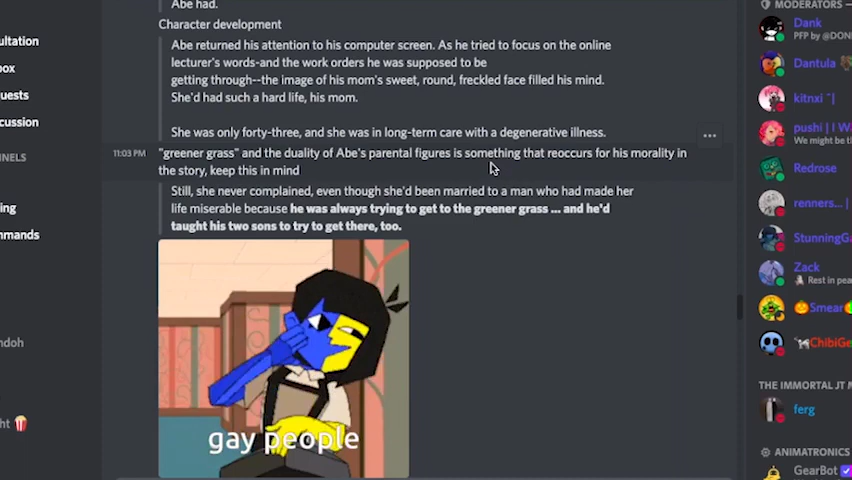 Abe had.
Character development
Abe returned his attention to his computer screen. As he tried to focus on the online
lecturer's words-and the work orders he was supposed to be
getting through--the image of his mom's sweet, round, freckled face filled his mind.
She'd had such a hard life, his mom.
She was only forty-three, and she was in long-term care with a degenerative illness.
11:03 PM "greener grass" and the duality of Abe's parental figures is something that reoccurs for his morality in
the story, keep this in mind
Still, she never complained, even though she'd been married to a man who had made her
life miserable because he was always trying to get to the greener grass ... and he'd
taught his two sons to try to get there, too.
gay people
ultation
ox
uests
cussion
NELS
ing
mmands
ndoh
ht
MODERATORS
Dank
PFP by @DON
Dantula
kitnxi ~|
pushi | I W
We might be th
Redrose
renners... |
StunningGa
Zack
Rest in pea
Smear
ChibiGe
THE IMMORTAL JT M
ferg
ANIMATRONICS
GearBot